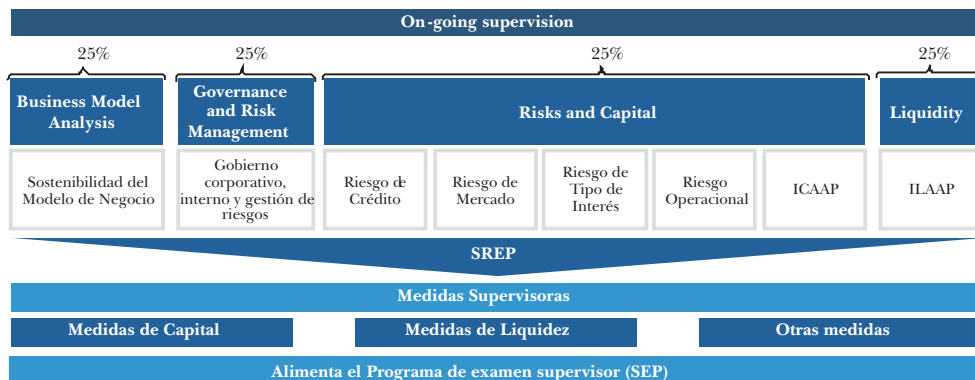 On-going supervision
25%
25%
25%
25%
Business Model
Analysis
Governance
and Risk
Management
Risks and Capital
Liquidity
Sostenibilidad del
Modelo de Negocio
Gobierno
corporativo,
interno y gestión de
riesgos
Riesgo de
Crédito
Riesgo de
Mercado
Riesgo de
Tipo de
Interés
Riesgo
Operacional
ICAAP
ILAAP
SREP
Medidas Supervisoras
Medidas de Capital
Medidas de Liquidez
Otras medidas
Alimenta el Programa de examen supervisor (SEP)